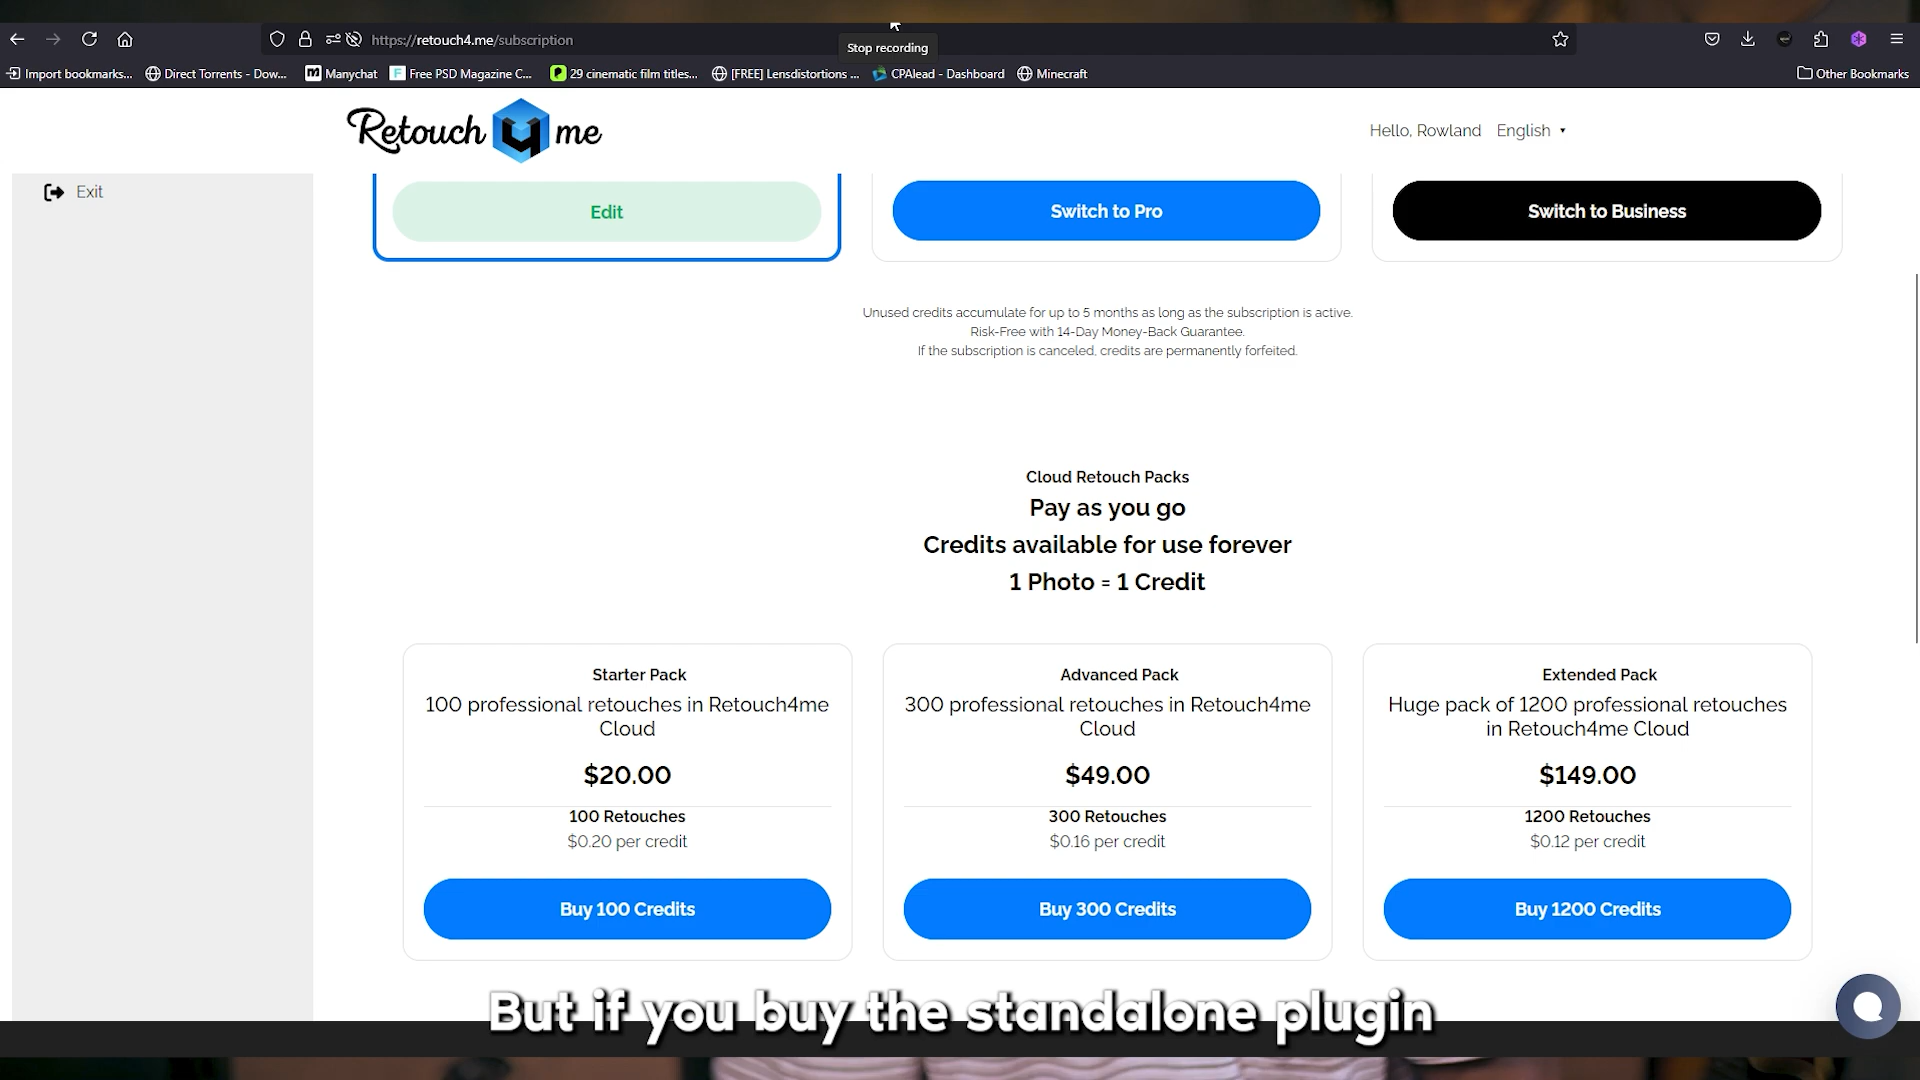 https://retouch4.me/subscription
Stop recording
Import bookmarks...
Direct Torrents - Dow...
Manychat
Free PSD Magazine C...
29 cinematic film titles...
[FREE] Lensdistortions ...
CPAlead - Dashboard
Minecraft
Other Bookmarks
Retouch 4 me
Hello, Rowland
English
Exit
Edit
Switch to Pro
Switch to Business
Unused credits accumulate for up to 5 months as long as the subscription is active.
Risk-Free with 14-Day Money-Back Guarantee.
If the subscription is canceled, credits are permanently forfeited.
Cloud Retouch Packs
Pay as you go
Credits available for use forever
1 Photo = 1 Credit
Starter Pack
100 professional retouches in Retouch4me
Cloud
$20.00
100 Retouches
$0.20 per credit
Buy 100 Credits
Advanced Pack
300 professional retouches in Retouch4me
Cloud
$49.00
300 Retouches
$0.16 per credit
Buy 300 Credits
Extended Pack
Huge pack of 1200 professional retouches
in Retouch4me Cloud
$149.00
1200 Retouches
$0.12 per credit
Buy 1200 Credits
But if you buy the standalone plugin